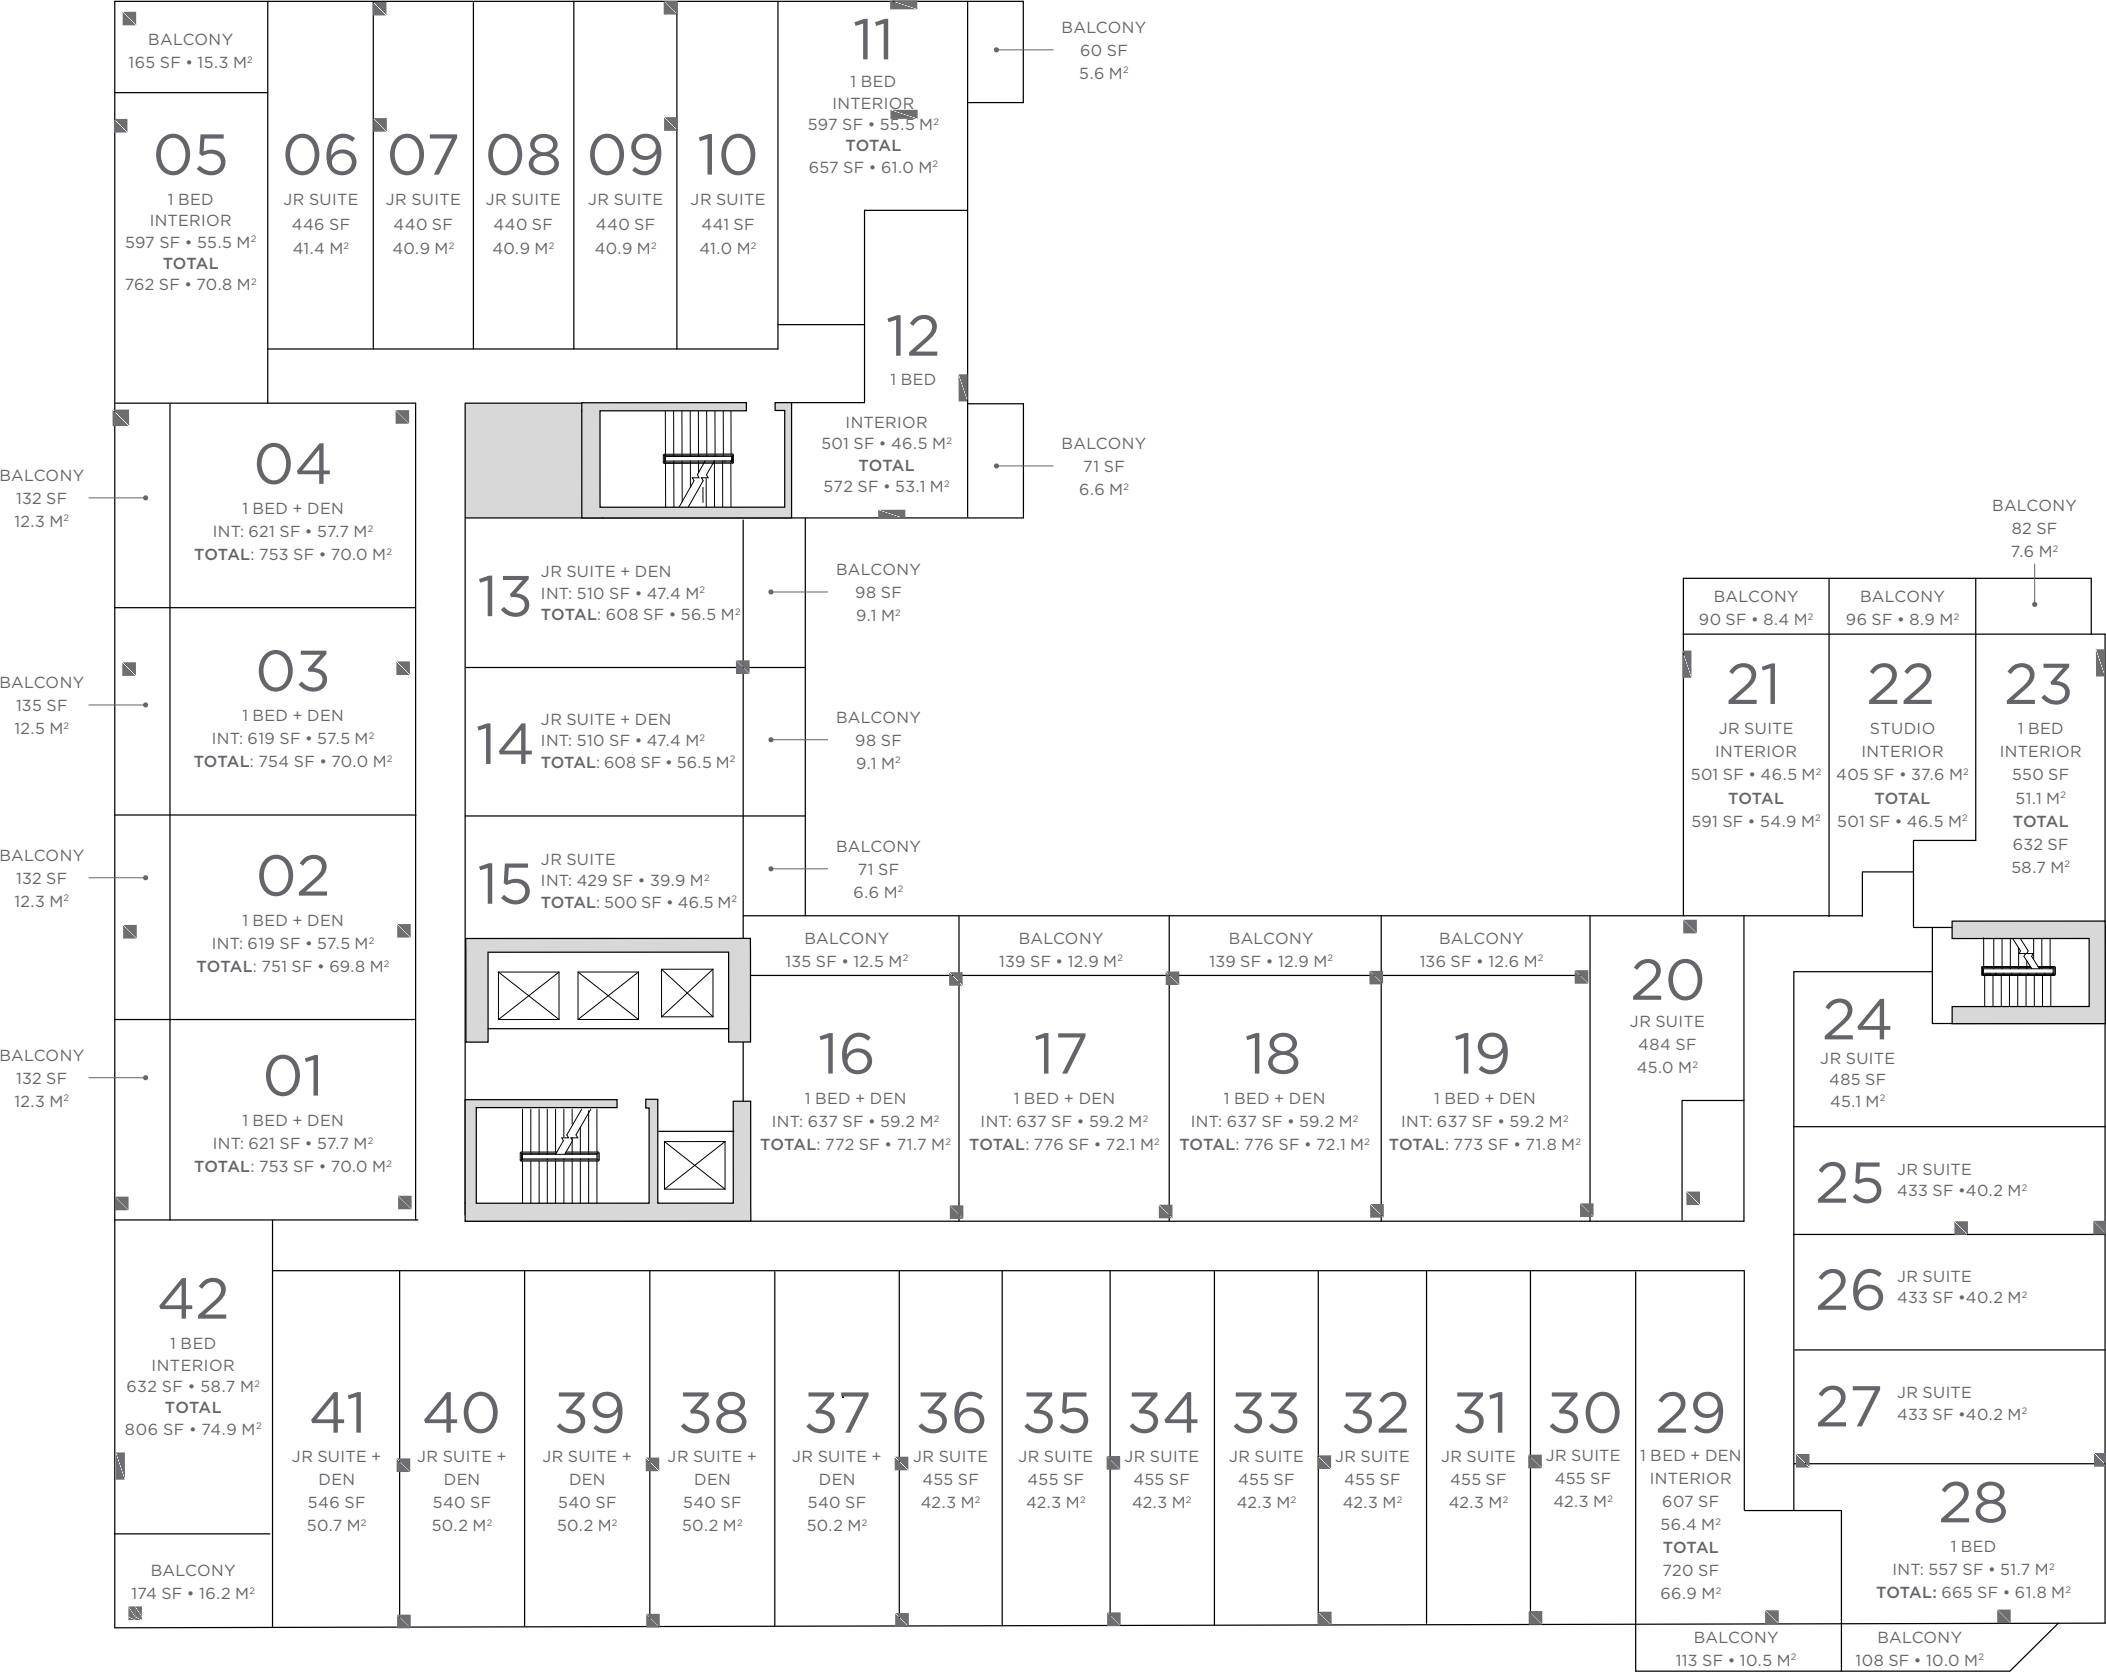 BALCONY
165 SF • 15.3 M²
05
1 BED
INTERIOR
597 SF • 55.5 M²
TOTAL
762 SF • 70.8 M²
06
JR SUITE
446 SF
41.4 M²
07
JR SUITE
440 SF
40.9 M²
08
JR SUITE
440 SF
40.9 M²
09
JR SUITE
440 SF
40.9 M²
10
JR SUITE
441 SF
41.0 M²
11
1 BED
INTERIOR
597 SF • 55.5 M²
TOTAL
657 SF • 61.0 M²
BALCONY
60 SF
5.6 M²
12
1 BED
INTERIOR
501 SF • 46.5 M²
TOTAL
572 SF • 53.1 M²
BALCONY
71 SF
6.6 M²
BALCONY
132 SF
12.3 M²
04
1 BED + DEN
INT: 621 SF • 57.7 M²
TOTAL: 753 SF • 70.0 M²
BALCONY
135 SF
12.5 M²
03
1 BED + DEN
INT: 619 SF • 57.5 M²
TOTAL: 754 SF • 70.0 M²
BALCONY
132 SF
12.3 M²
02
1 BED + DEN
INT: 619 SF • 57.5 M²
TOTAL: 751 SF • 69.8 M²
BALCONY
132 SF
12.3 M²
01
1 BED + DEN
INT: 621 SF • 57.7 M²
TOTAL: 753 SF • 70.0 M²
13
JR SUITE + DEN
INT: 510 SF • 47.4 M²
TOTAL: 608 SF • 56.5 M²
BALCONY
98 SF
9.1 M²
14
JR SUITE + DEN
INT: 510 SF • 47.4 M²
TOTAL: 608 SF • 56.5 M²
BALCONY
98 SF
9.1 M²
15
JR SUITE
INT: 429 SF • 39.9 M²
TOTAL: 500 SF • 46.5 M²
BALCONY
71 SF
6.6 M²
BALCONY
135 SF • 12.5 M²
16
1 BED + DEN
INT: 637 SF • 59.2 M²
TOTAL: 772 SF • 71.7 M²
BALCONY
139 SF • 12.9 M²
17
1 BED + DEN
INT: 637 SF • 59.2 M²
TOTAL: 776 SF • 72.1 M²
BALCONY
139 SF • 12.9 M²
18
1 BED + DEN
INT: 637 SF • 59.2 M²
TOTAL: 776 SF • 72.1 M²
BALCONY
136 SF • 12.6 M²
19
1 BED + DEN
INT: 637 SF • 59.2 M²
TOTAL: 773 SF • 71.8 M²
20
JR SUITE
484 SF
45.0 M²
BALCONY
90 SF • 8.4 M²
21
JR SUITE
INTERIOR
501 SF • 46.5 M²
TOTAL
591 SF • 54.9 M²
BALCONY
96 SF • 8.9 M²
22
STUDIO
INTERIOR
405 SF • 37.6 M²
TOTAL
501 SF • 46.5 M²
BALCONY
82 SF
7.6 M²
23
1 BED
INTERIOR
550 SF
51.1 M²
TOTAL
632 SF
58.7 M²
24
JR SUITE
485 SF
45.1 M²
25
JR SUITE
433 SF •40.2 M²
26
JR SUITE
433 SF •40.2 M²
27
JR SUITE
433 SF •40.2 M²
28
1 BED
INT: 557 SF • 51.7 M²
TOTAL: 665 SF • 61.8 M²
BALCONY
108 SF • 10.0 M²
42
1 BED
INTERIOR
632 SF • 58.7 M²
TOTAL
806 SF • 74.9 M²
BALCONY
174 SF • 16.2 M²
41
JR SUITE +
DEN
546 SF
50.7 M²
40
JR SUITE +
DEN
540 SF
50.2 M²
39
JR SUITE +
DEN
540 SF
50.2 M²
38
JR SUITE +
DEN
540 SF
50.2 M²
37
JR SUITE +
DEN
540 SF
50.2 M²
36
JR SUITE
455 SF
42.3 M²
35
JR SUITE
455 SF
42.3 M²
34
JR SUITE
455 SF
42.3 M²
33
JR SUITE
455 SF
42.3 M²
32
JR SUITE
455 SF
42.3 M²
31
JR SUITE
455 SF
42.3 M²
30
JR SUITE
455 SF
42.3 M²
29
1 BED + DEN
INTERIOR
607 SF
56.4 M²
TOTAL
720 SF
66.9 M²
BALCONY
113 SF • 10.5 M²